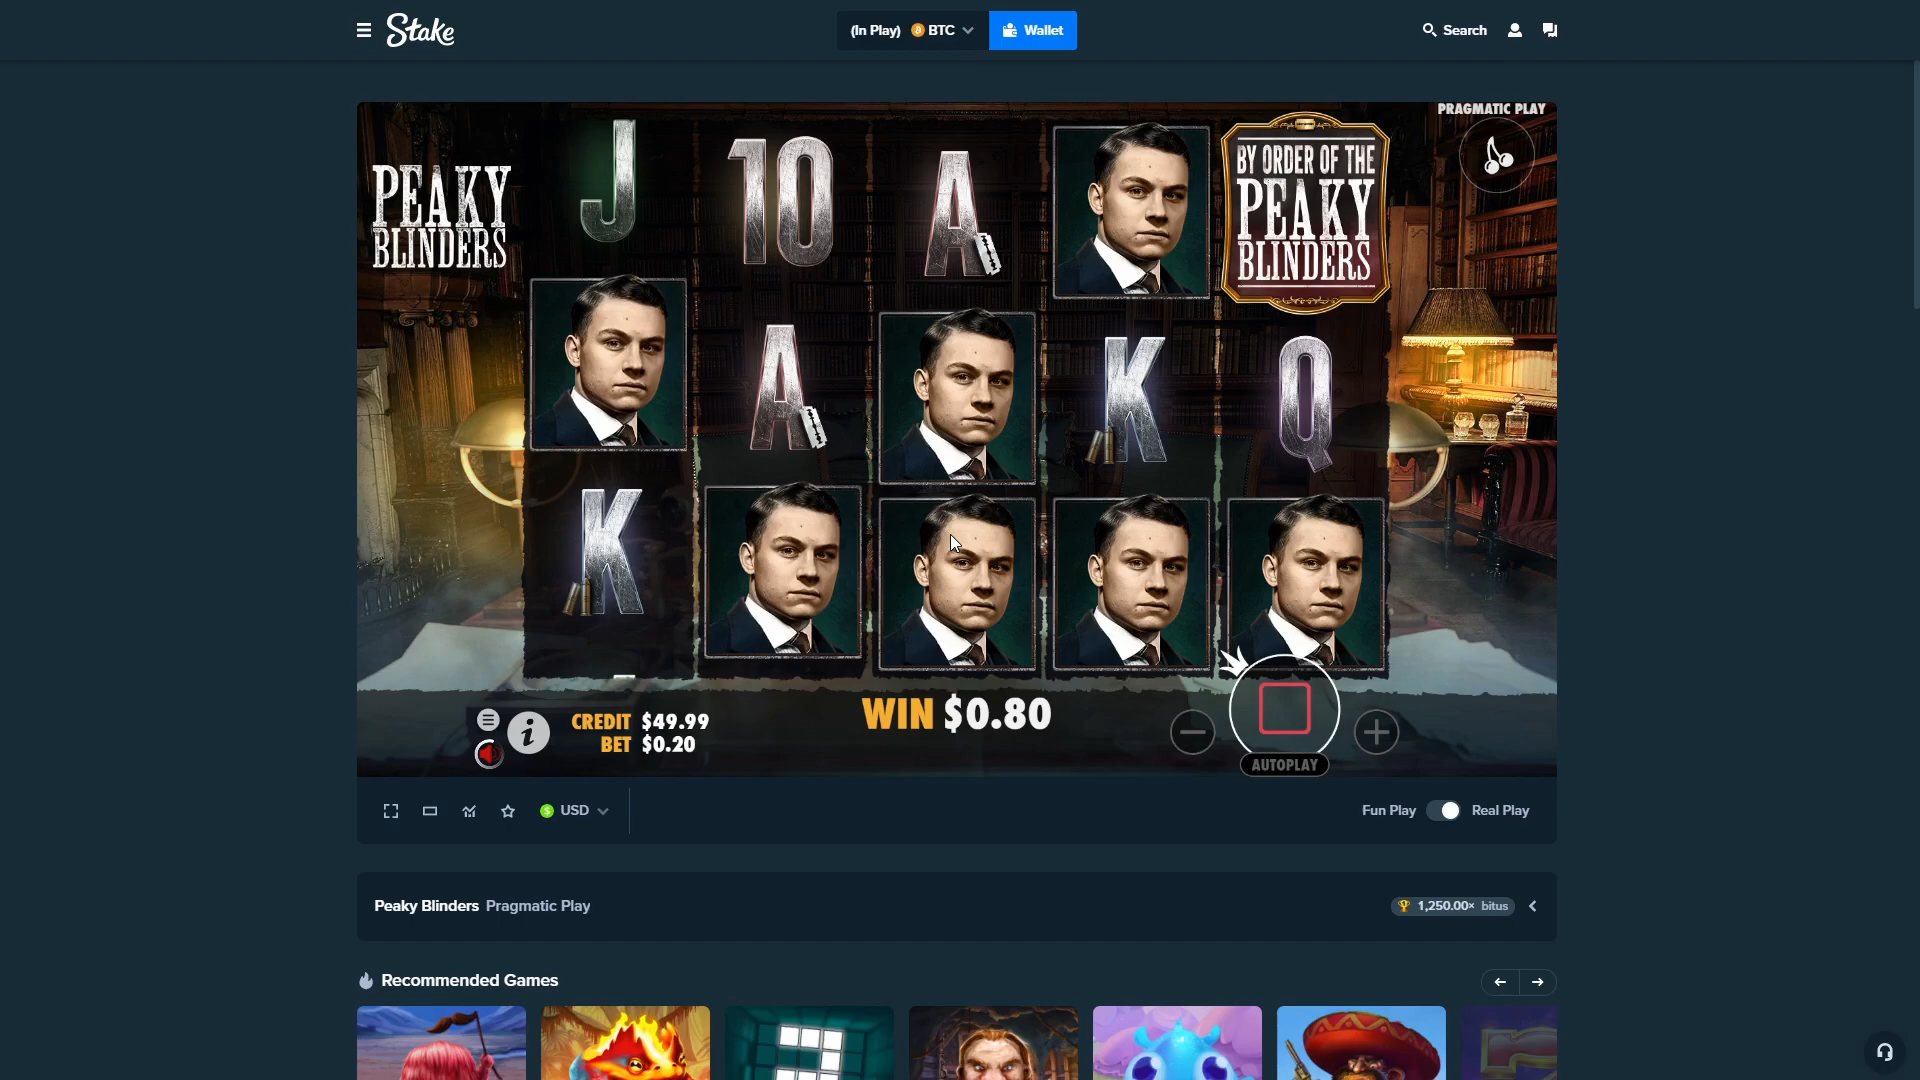 Stake
(In Play) BTC
Wallet
Search
PRAGMATIC PLAY
PEAKY
BLINDERS
J
10
A
BY ORDER OF THE
PEAKY
BLINDERS
A
K
Q
K
CREDIT $49.99
BET $0.20
WIN $0.80
AUTOPLAY
USD
Fun Play
Real Play
Peaky Blinders Pragmatic Play
1,250.00× bitus
Recommended Games